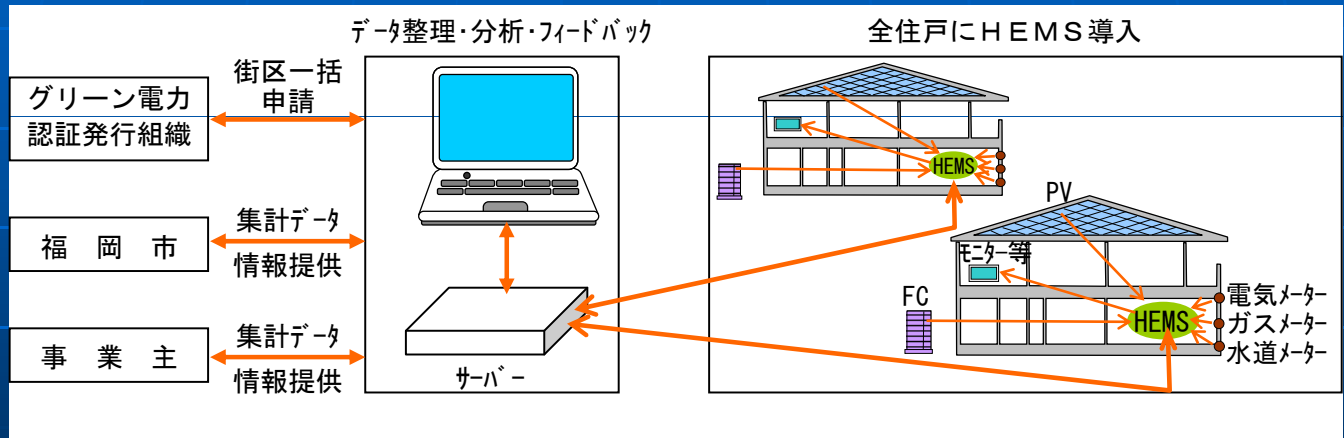 データ整理・分析・フィードバック
全住戸にＨＥＭＳ導入
グリーン電力
認証発行組織
街区一括
申請
福　岡　市
集計データ
情報提供
事　業　主
集計データ
情報提供
サーバー
HEMS
PV
モニター等
FC
HEMS
電気メーター
ガスメーター
水道メーター